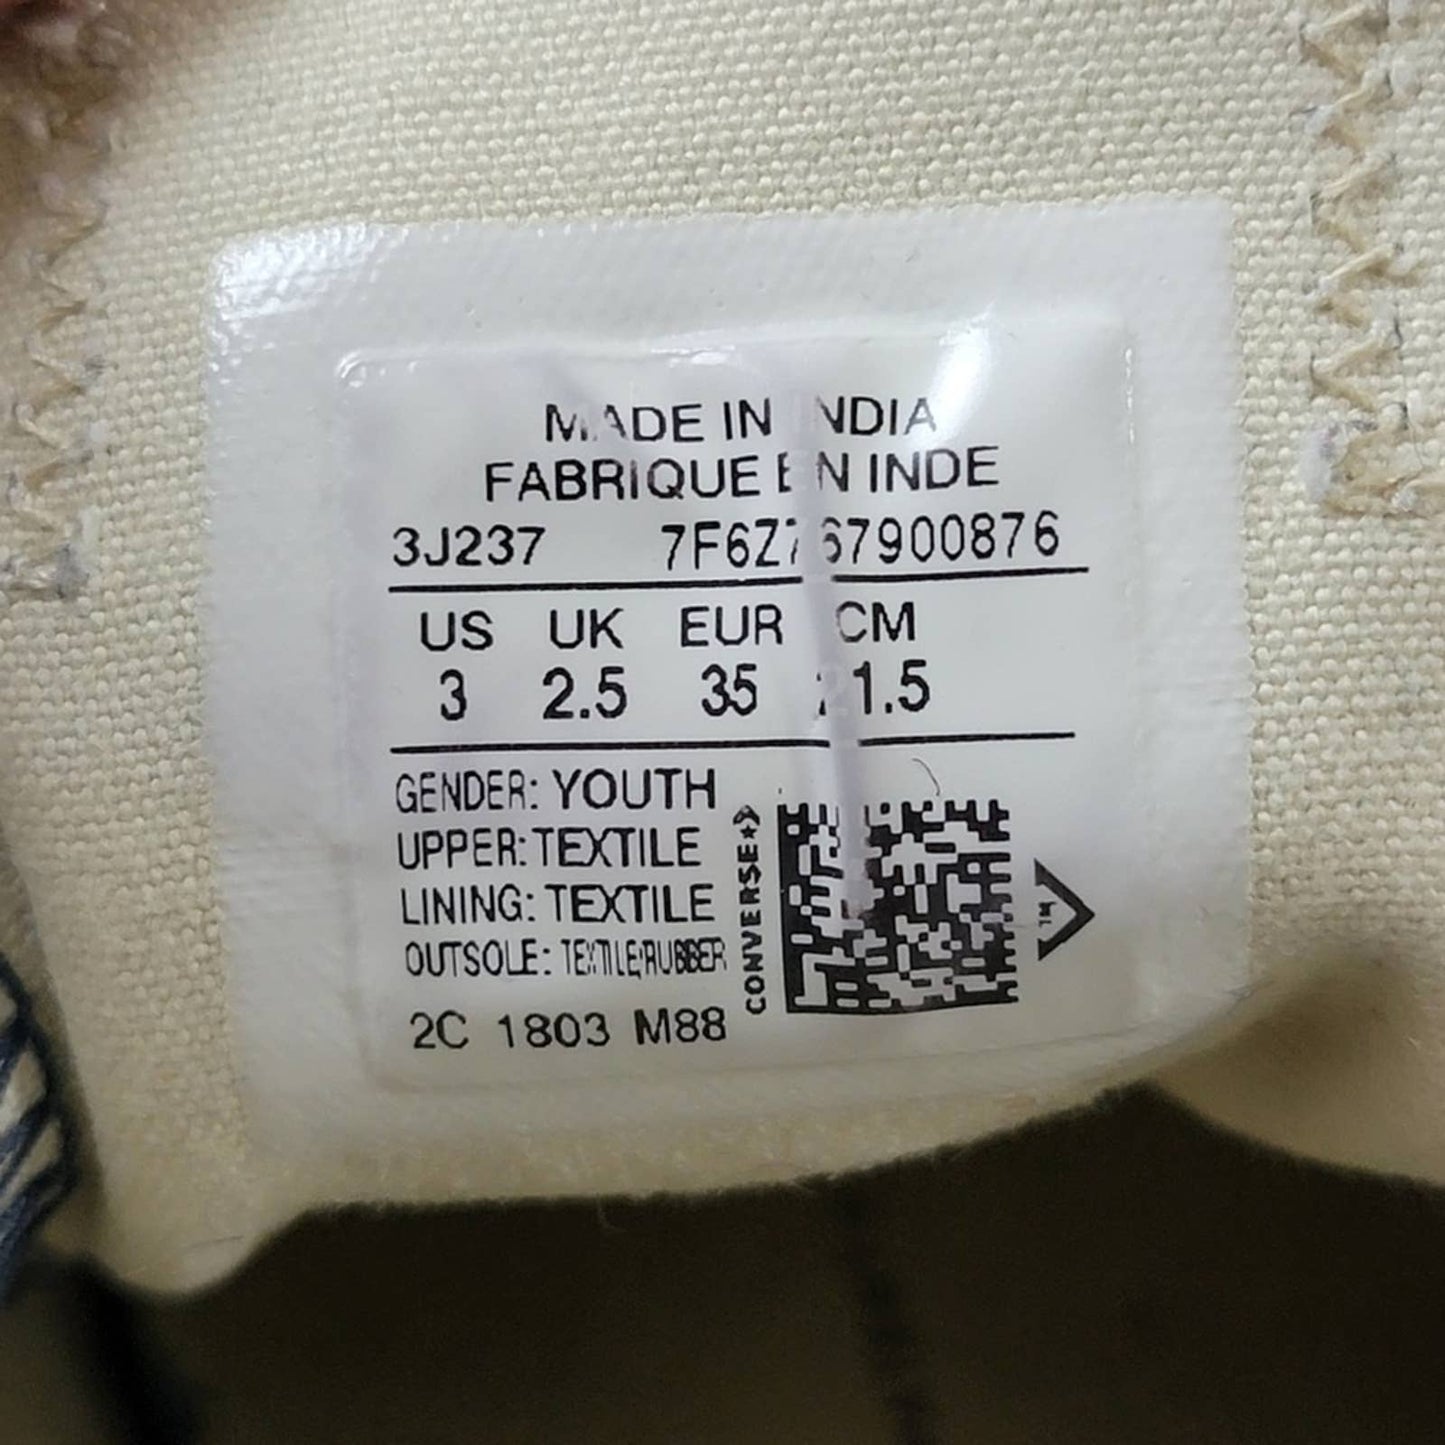 MADE IN INDIA
FABRIQUE EN INDE
3J237 7F6Z767900876
US UK EUR CM
3 2.5 35 21.5
GENDER: YOUTH
UPPER: TEXTILE
LINING: TEXTILE
OUTSOLE: TEXTILE/RUBBER
2C 1803 M88
CONVERSE
TM